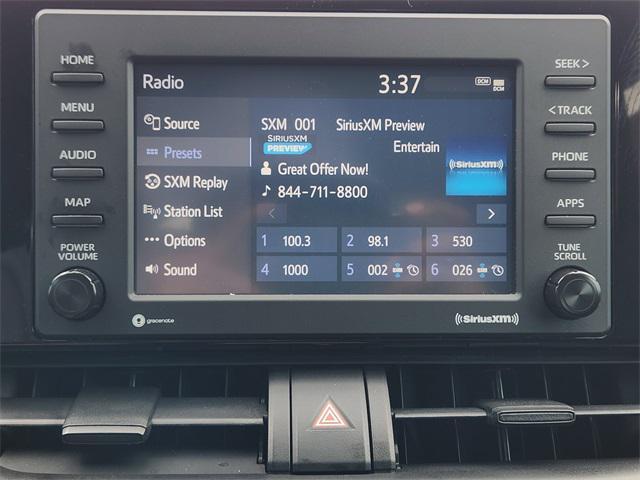 HOME
MENU
AUDIO
MAP
POWER
VOLUME
Radio
3:37
DCM
DCM
Source
Presets
SXM Replay
Station List
Options
Sound
SXM 001 SiriusXM Preview
SIRIUSXM
PREVIEW
Entertain
Great Offer Now!
844-711-8800
((SiriusXM))
< >
1 100.3
2 98.1
3 530
4 1000
5 002
6 026
SEEK >
< TRACK
PHONE
APPS
TUNE
SCROLL
gracenote
((SiriusXM))